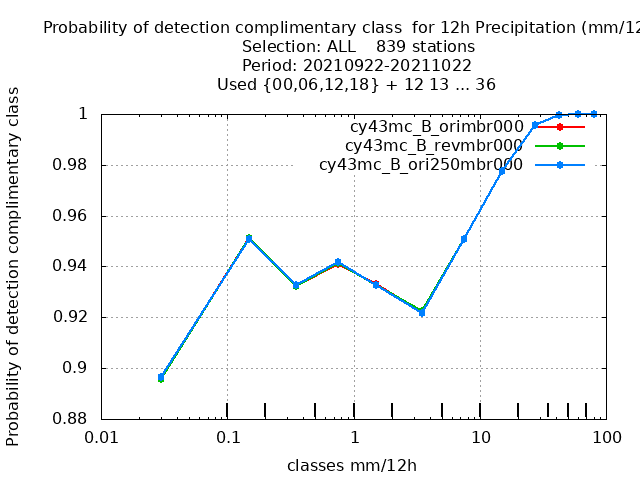 Probability of detection complimentary class  for 12h Precipitation (mm/12
Selection: ALL    839 stations
Period: 20210922-20211022
Used {00,06,12,18} + 12 13 ... 36
Probability of detection complimentary class
1
0.98
0.96
0.94
0.92
0.9
0.88
cy43mc_B_orimbr000
cy43mc_B_revmbr000
cy43mc_B_ori250mbr000
0.01 0.1 1 10 100
classes mm/12h